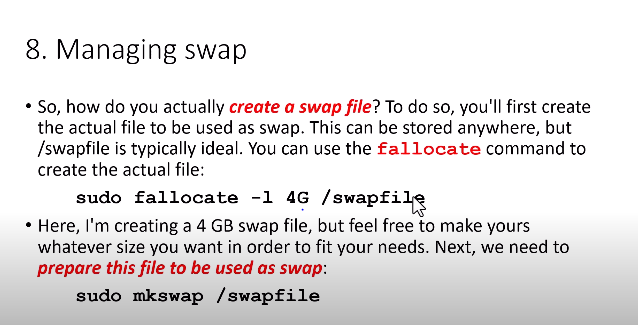 8. Managing swap
• So, how do you actually create a swap file? To do so, you'll first create
the actual file to be used as swap. This can be stored anywhere, but
/swapfile is typically ideal. You can use the fallocate command to
create the actual file:
sudo fallocate -l 4G /swapfile
• Here, I'm creating a 4 GB swap file, but feel free to make yours
whatever size you want in order to fit your needs. Next, we need to
prepare this file to be used as swap:
sudo mkswap /swapfile